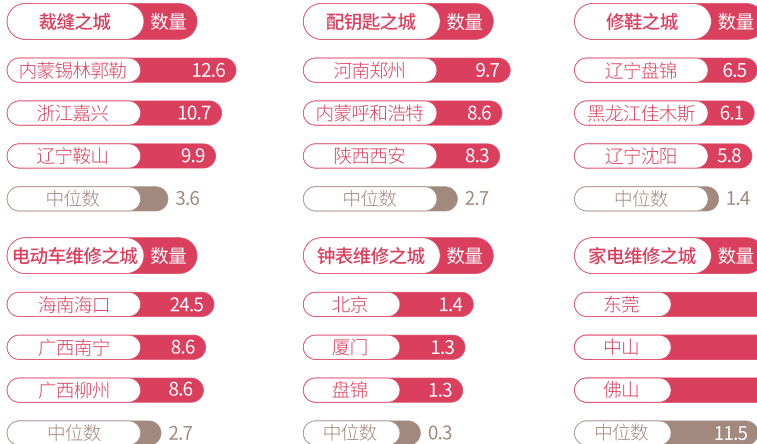 裁缝之城 数量
内蒙锡林郭勒 12.6
浙江嘉兴 10.7
辽宁鞍山 9.9
中位数 3.6
配钥匙之城 数量
河南郑州 9.7
内蒙呼和浩特 8.6
陕西西安 8.3
中位数 2.7
修鞋之城 数量
辽宁盘锦 6.5
黑龙江佳木斯 6.1
辽宁沈阳 5.8
中位数 1.4
电动车维修之城 数量
海南海口 24.5
广西南宁 8.6
广西柳州 8.6
中位数 2.7
钟表维修之城 数量
北京 1.4
厦门 1.3
盘锦 1.3
中位数 0.3
家电维修之城 数量
东莞
中山
佛山
中位数 11.5